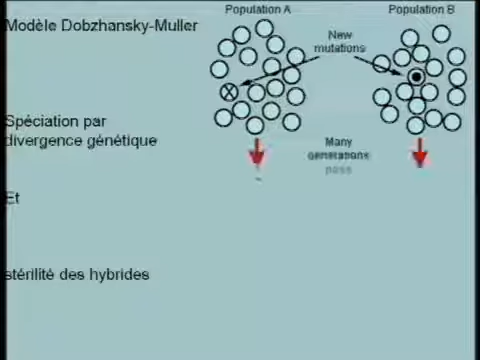 Population A
Population B
Modèle Dobzhansky-Muller
New
mutations
Spéciation par
divergence génétique
Many
generations
pass
Et
stérilité des hybrides